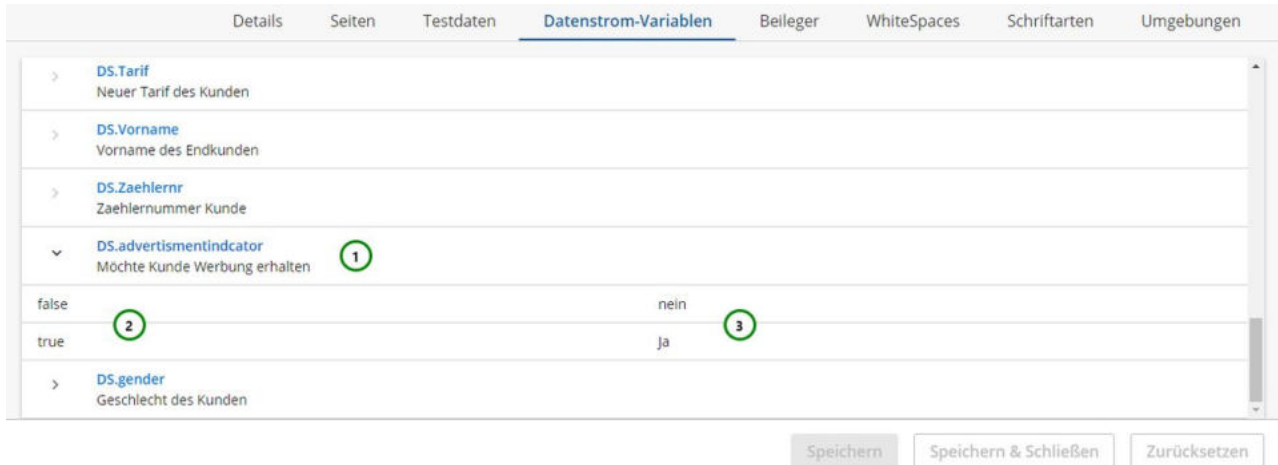 Details Seiten Testdaten Datenstrom-Variablen Beileger WhiteSpaces Schriftarten Umgebungen
DS.Tarif
Neuer Tarif des Kunden
DS.Vorname
Vorname des Endkunden
DS.Zaehlernr
Zaehlernummer Kunde
DS.advertismentindcator
Möchte Kunde Werbung erhalten 1
false nein
2 3
true Ja
DS.gender
Geschlecht des Kunden
Speichern Speichern & Schließen Zurücksetzen